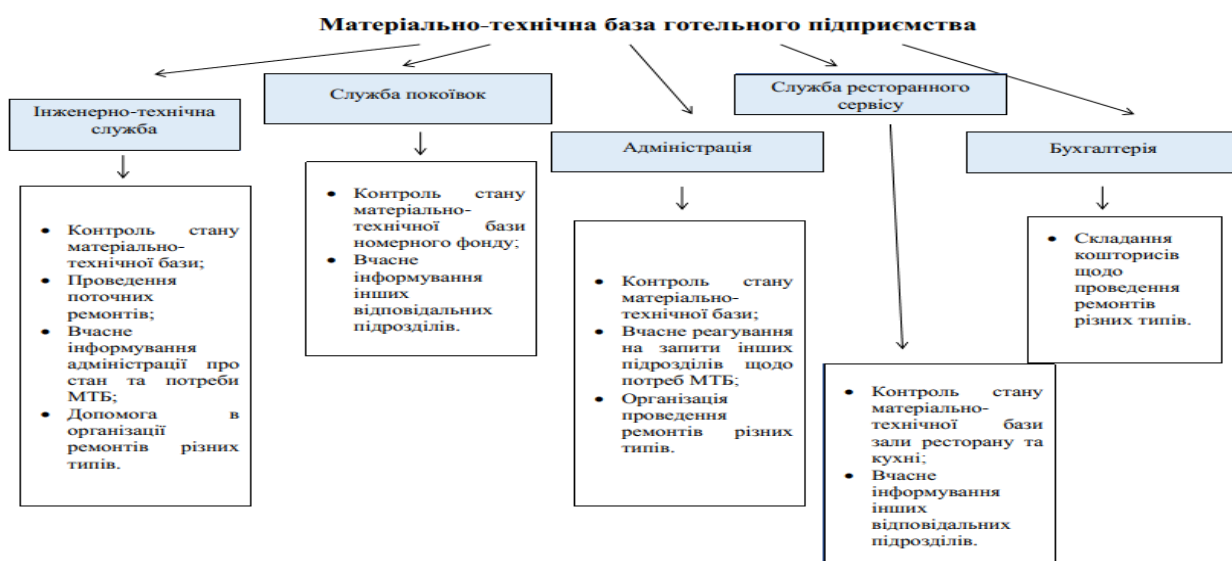 Матеріально-технічна база готельного підприємства
Інженерно-технічна
служба
Служба покоївок
Адміністрація
Служба ресторанного
сервісу
Бухгалтерія
• Контроль стану
матеріально-
технічної бази;
• Проведення
поточних
ремонтів;
• Вчасне
інформування
адміністрації про
стан та потреби
МТБ;
• Допомога в
організації
ремонтів різних
типів.
• Контроль стану
матеріально-
технічної бази
номерного фонду;
• Вчасне
інформування
інших
відповідальних
підрозділів.
• Контроль стану
матеріально-
технічної бази;
• Вчасне реагування
на запити інших
підрозділів щодо
потреб МТБ;
• Організація
проведення
ремонтів різних
типів.
• Контроль стану
матеріально-
технічної бази
зали ресторану та
кухні;
• Вчасне
інформування
інших
відповідальних
підрозділів.
• Складання
кошторисів
щодо
проведення
ремонтів
різних типів.